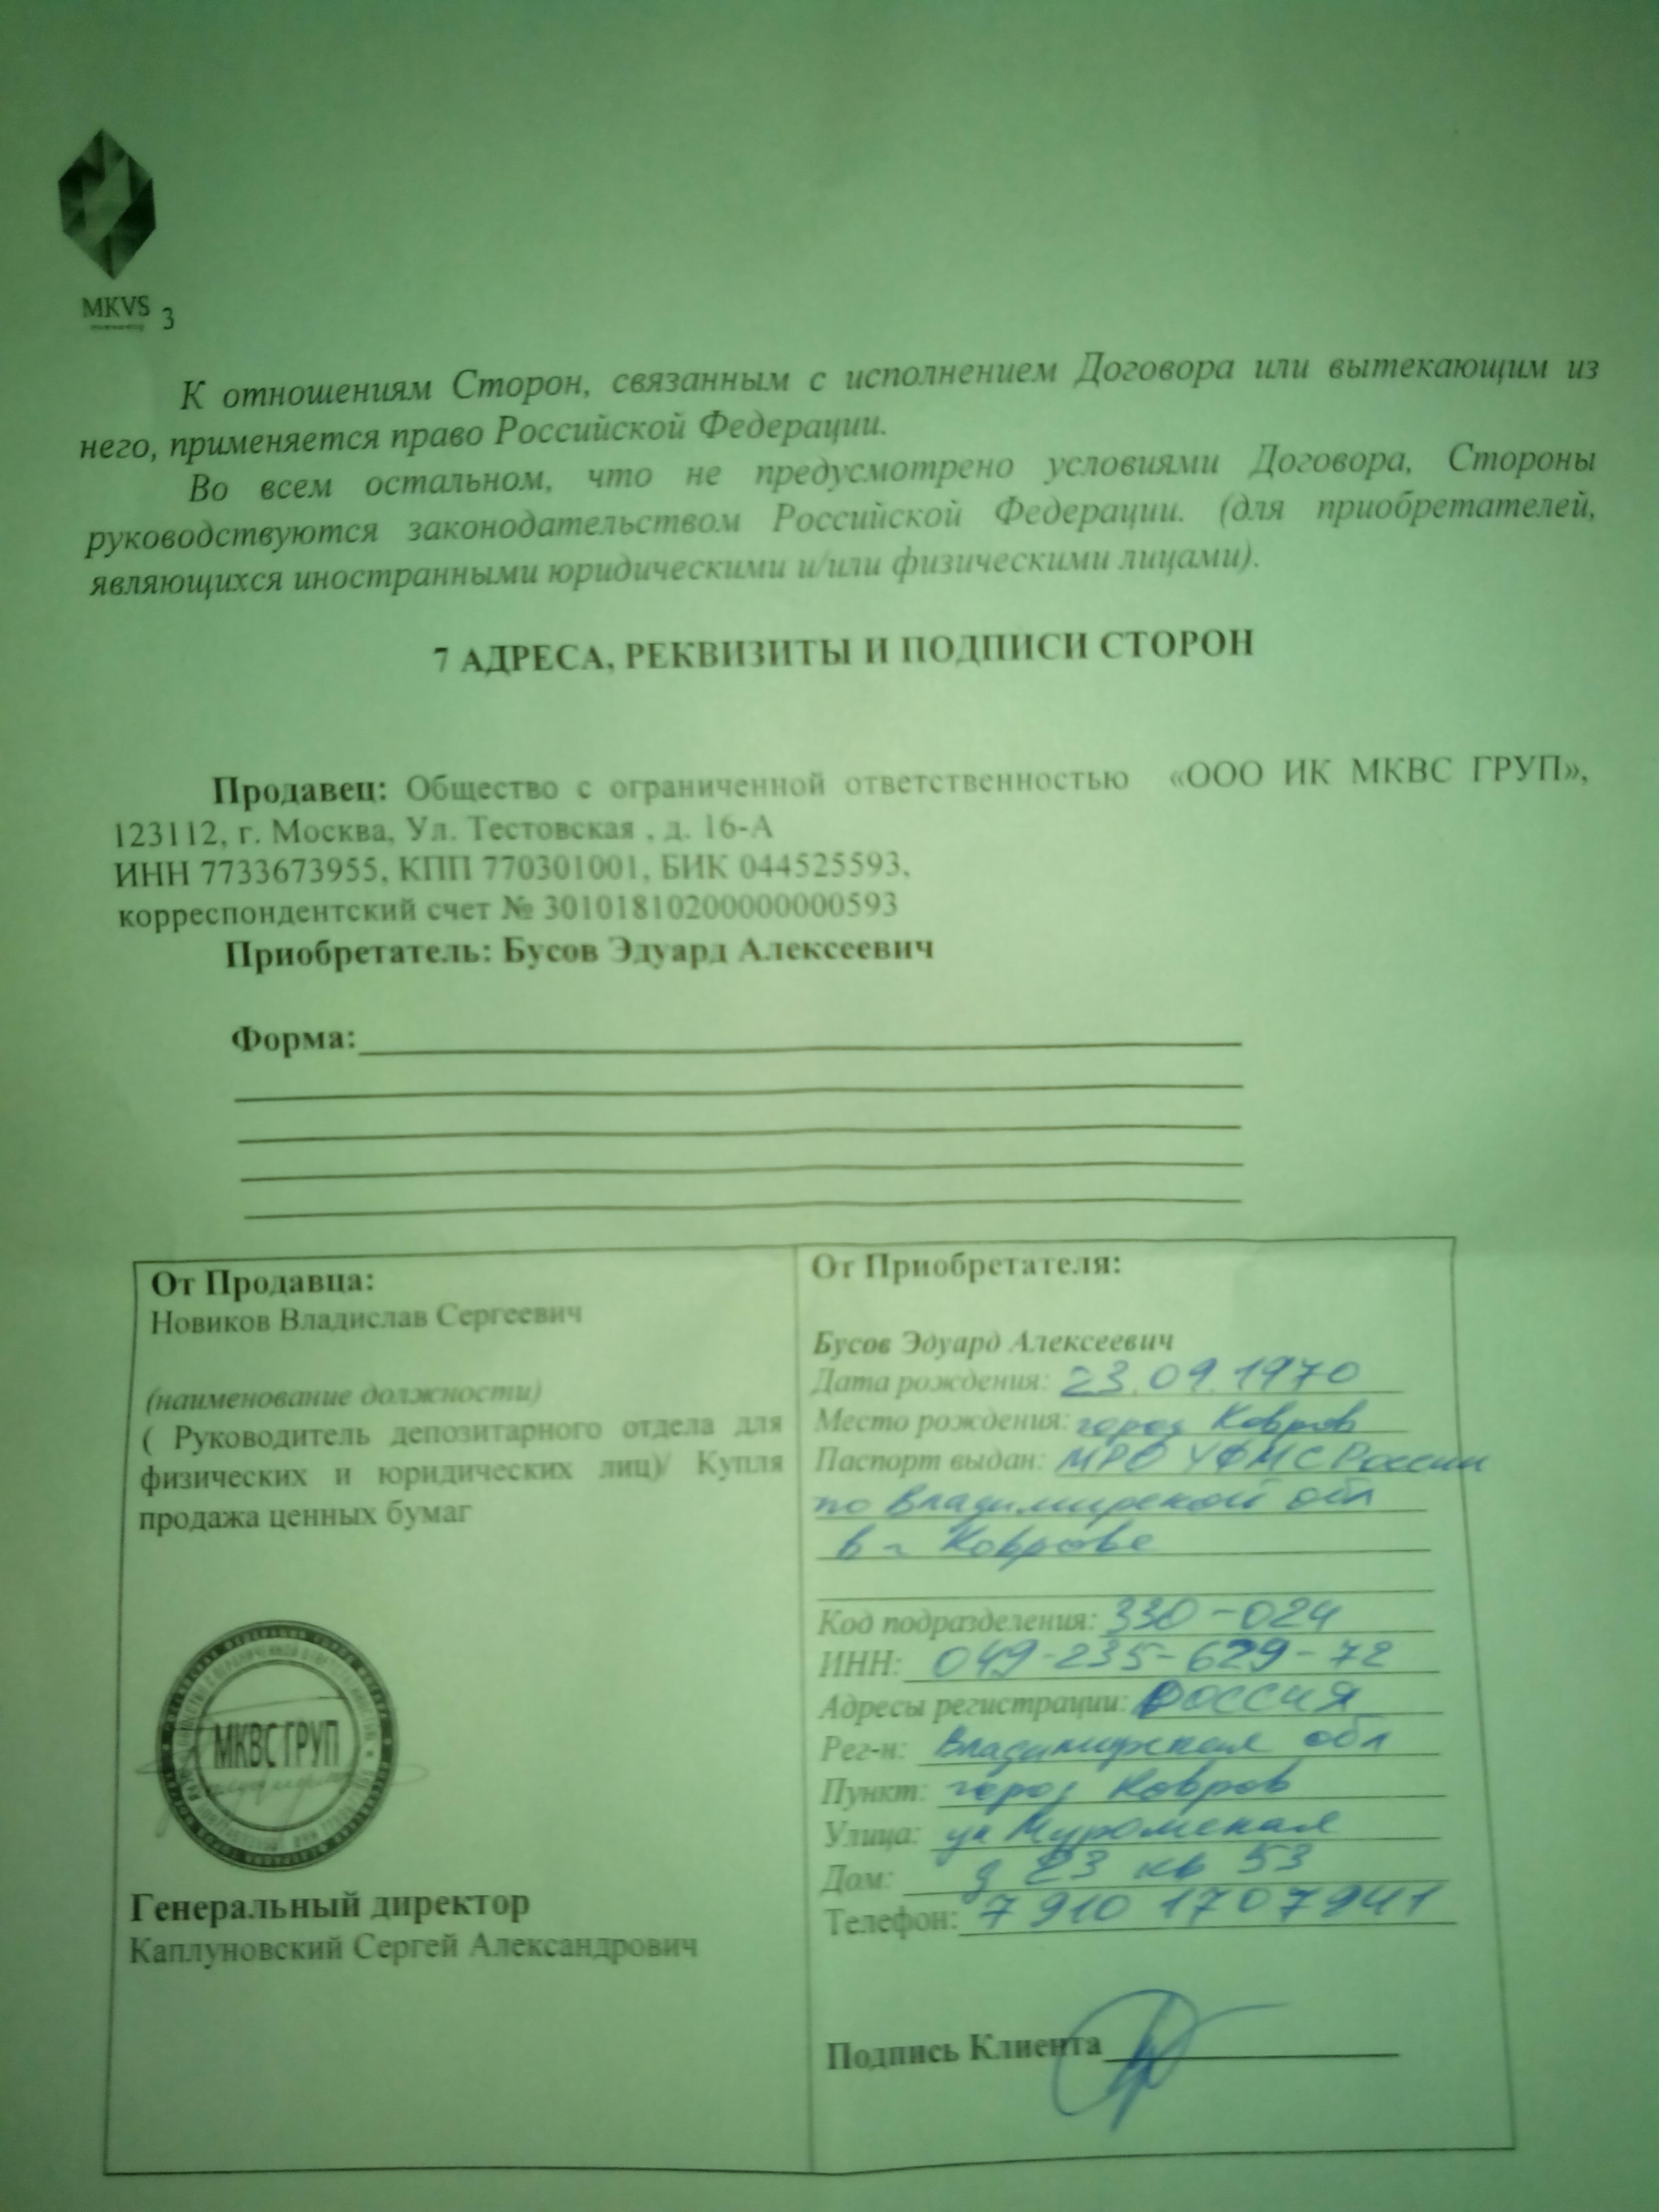 MKVS 3
К отношениям Сторон, связанным с исполнением Договора или вытекающим из
него, применяется право Российской Федерации.
Во всем остальном, что не предусмотрено условиями Договора, Стороны
руководствуются законодательством Российской Федерации. (для приобретателей,
являющихся иностранными юридическими и/или физическими лицами).
7 АДРЕСА, РЕКВИЗИТЫ И ПОДПИСИ СТОРОН
Продавец: Общество с ограниченной ответственностью «ООО ИК МКВС ГРУП»,
123112, г. Москва, Ул. Тестовская , д. 16-А
ИНН 7733673955, КПП 770301001, БИК 044525593,
корреспондентский счет № 30101810200000000593
Приобретатель: Бусов Эдуард Алексеевич
Форма:
От Продавца:
Новиков Владислав Сергеевич
(наименование должности)
( Руководитель депозитарного отдела для
физических и юридических лиц)/ Купля
продажа ценных бумаг
МКВС ГРУП
Генеральный директор
Каплуновский Сергей Александрович
От Приобретателя:
Бусов Эдуард Алексеевич
Дата рождения: 23.09.1970
Место рождения: город Ковров
Паспорт выдан: МРО УФМС России
по Владимирской обл
в г Коврове
Код подразделения: 330-024
ИНН: 049-235-629-72
Адресы регистрации: РОССИЯ
Рег-н: Владимирская обл
Пункт: город Ковров
Улица: ул Муромская
Дом: д 23 кв 53
Телефон: 7 910 1707941
Подпись Клиента